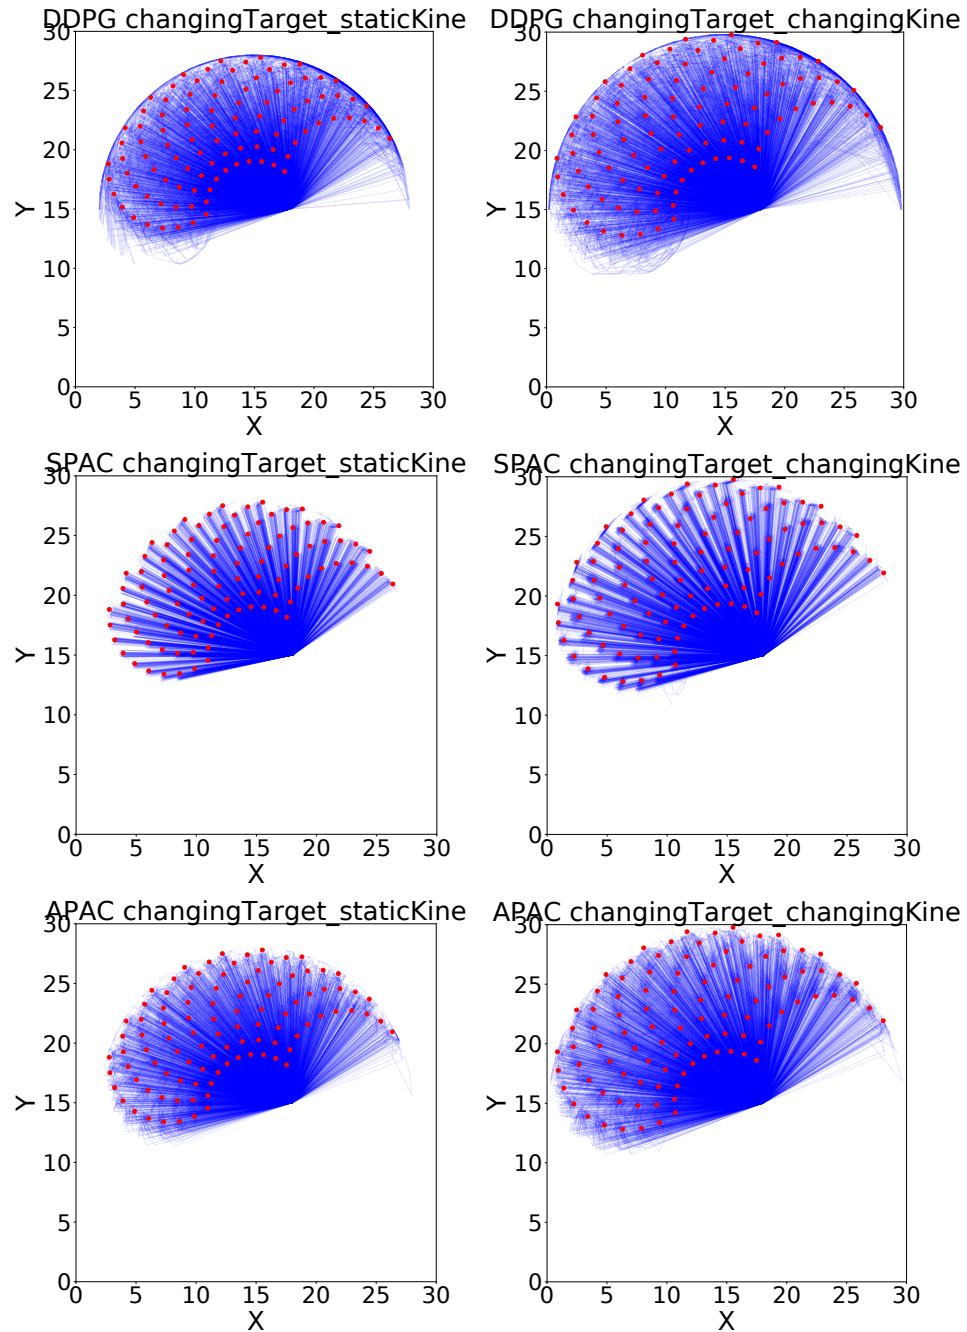 DDPG changingTarget_staticKine
30
25
20
15
10
5
0
Y
0 5 10 15 20 25 30
X
DDPG changingTarget_changingKine
30
25
20
15
10
5
0
Y
0 5 10 15 20 25 30
X
SPAC changingTarget_staticKine
30
25
20
15
10
5
0
Y
0 5 10 15 20 25 30
X
SPAC changingTarget_changingKine
30
25
20
15
10
5
0
Y
0 5 10 15 20 25 30
X
APAC changingTarget_staticKine
30
25
20
15
10
5
0
Y
0 5 10 15 20 25 30
X
APAC changingTarget_changingKine
30
25
20
15
10
5
0
Y
0 5 10 15 20 25 30
X